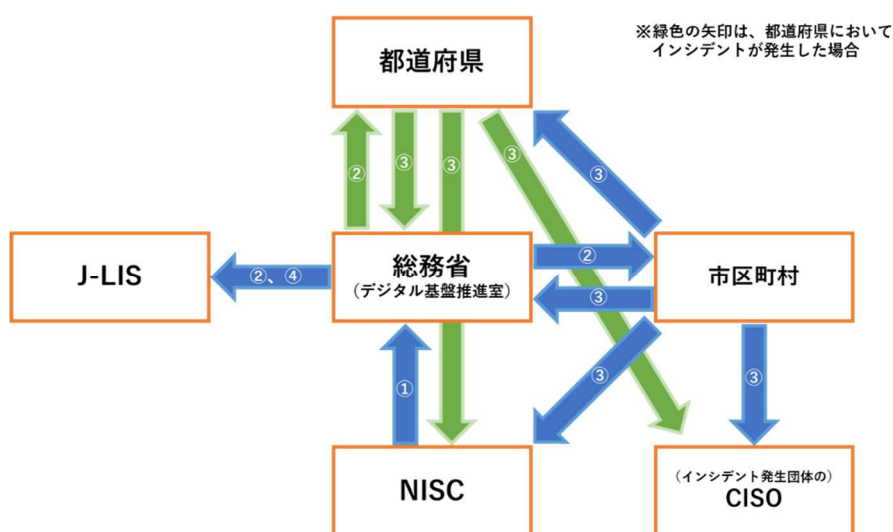 ※緑色の矢印は、都道府県において
インシデントが発生した場合
都道府県
②
③
③
③
③
J-LIS
②、④
総務省
（デジタル基盤推進室）
②
③
市区町村
①
③
③
NISC
（インシデント発生団体の）
CISO